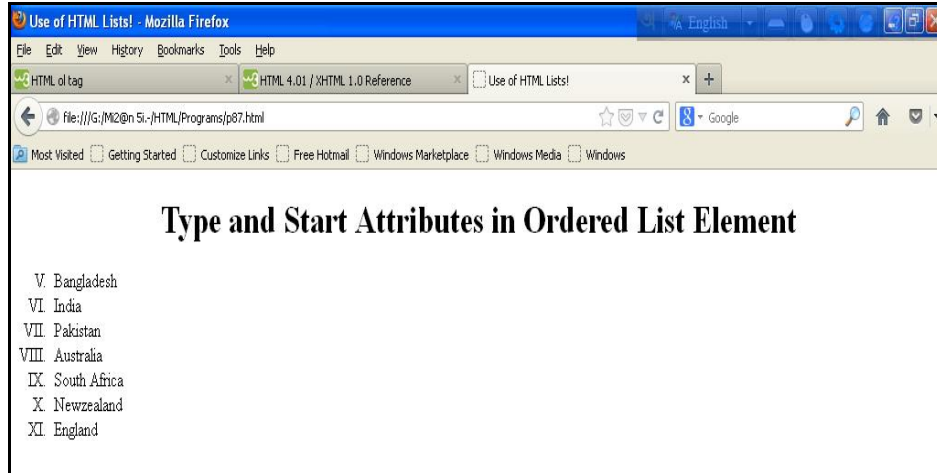 Use of HTML Lists! - Mozilla Firefox
English
File Edit View History Bookmarks Tools Help
HTML ol tag
HTML 4.01 / XHTML 1.0 Reference
Use of HTML Lists!
file:///G:/Mi2@n 5i.-/HTML/Programs/p87.html
Google
Most Visited Getting Started Customize Links Free Hotmail Windows Marketplace Windows Media Windows
Type and Start Attributes in Ordered List Element
V. Bangladesh
VI. India
VII. Pakistan
VIII. Australia
IX. South Africa
X. Newzealand
XI. England